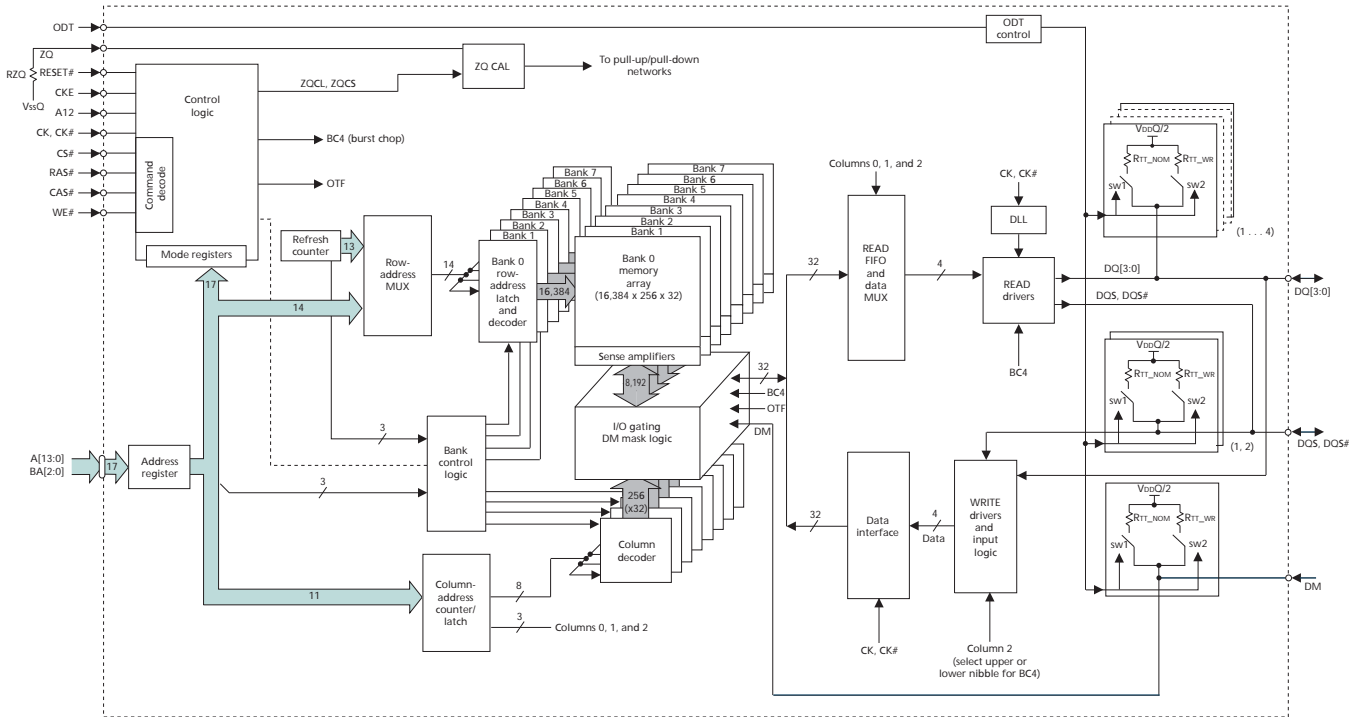 ODT
ODT
control
ZQ
RZQ
RESET#
VSSQ
CKE
A12
CK, CK#
CS#
RAS#
CAS#
WE#
Control
logic
Command
decode
Mode registers
ZQCL, ZQCS
ZQ CAL
To pull-up/pull-down
networks
BC4 (burst chop)
OTF
Refresh
counter
13
Row-
address
MUX
14
17
14
Bank 7
Bank 6
Bank 5
Bank 4
Bank 3
Bank 2
Bank 1
Bank 0
row-
address
latch
and
decoder
16,384
Bank 7
Bank 6
Bank 5
Bank 4
Bank 3
Bank 2
Bank 1
Bank 0
memory
array
(16,384 x 256 x 32)
Sense amplifiers
8,192
I/O gating
DM mask logic
32
BC4
OTF
DM
256
(x32)
Column
decoder
3
Bank
control
logic
3
A[13:0]
BA[2:0]
17
Address
register
11
Column-
address
counter/
latch
8
3
Columns 0, 1, and 2
Columns 0, 1, and 2
32
READ
FIFO
and
data
MUX
4
CK, CK#
DLL
READ
drivers
BC4
DQ[3:0]
DQS, DQS#
DQ[3:0]
VDDQ/2
RTT_NOM
RTT_WR
sw1
sw2
(1 . . . 4)
VDDQ/2
RTT_NOM
RTT_WR
sw1
sw2
(1, 2)
DQS, DQS#
32
Data
interface
4
Data
WRITE
drivers
and
input
logic
CK, CK#
Column 2
(select upper or
lower nibble for BC4)
VDDQ/2
RTT_NOM
RTT_WR
sw1
sw2
DM